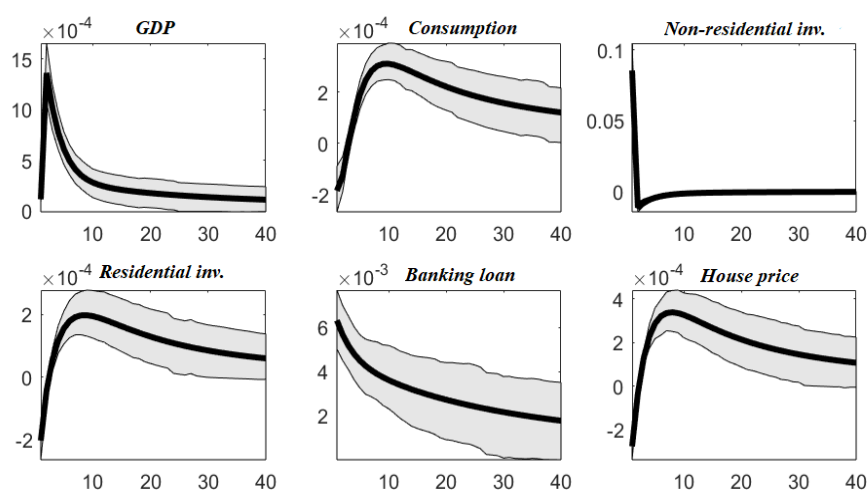 GDP
×10⁻⁴
15
10
5
0
10 20 30 40
Consumption
×10⁻⁴
2
0
-2
10 20 30 40
Non-residential inv.
0.1
0.05
0
10 20 30 40
Residential inv.
×10⁻⁴
2
0
-2
10 20 30 40
Banking loan
×10⁻³
6
4
2
10 20 30 40
House price
×10⁻⁴
4
2
0
-2
10 20 30 40